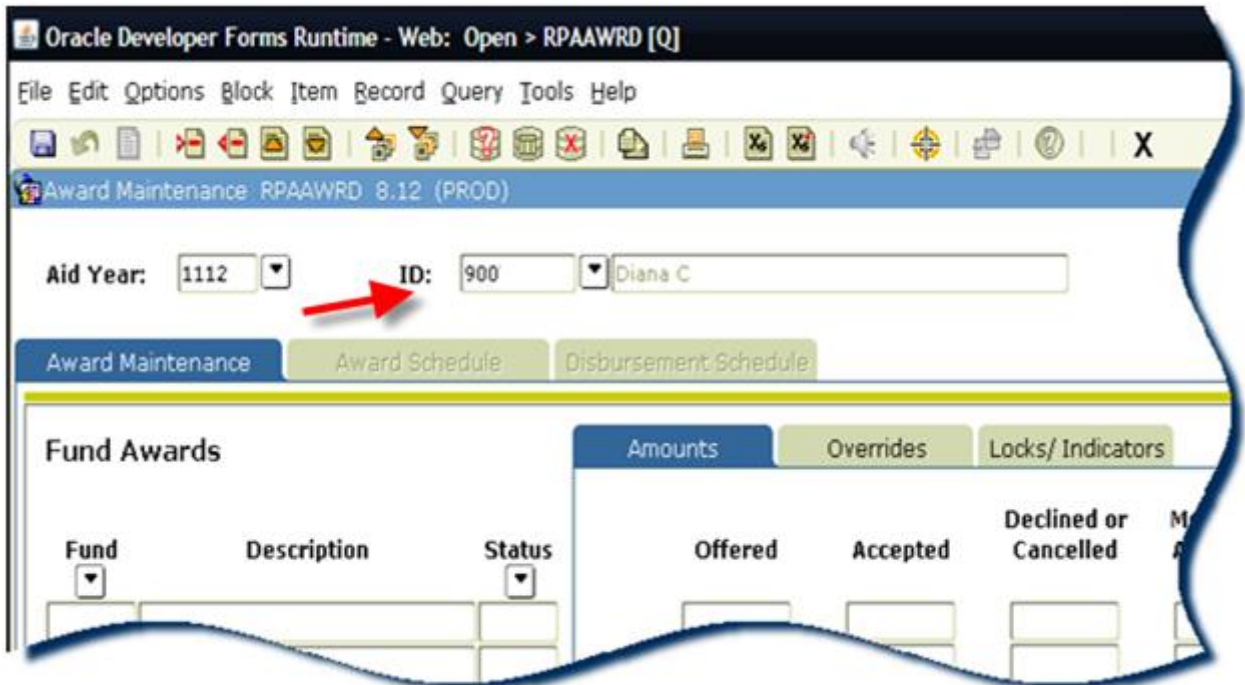 Oracle Developer Forms Runtime - Web: Open > RPAAWRD [Q]
File Edit Options Block Item Record Query Tools Help
X
Award Maintenance RPAAWRD 8.12 (PROD)
Aid Year: 1112 ID: 900 Diana C
Award Maintenance Award Schedule Disbursement Schedule
Fund Awards Amounts Overrides Locks/ Indicators
Fund Description Status Offered Accepted Declined or Cancelled